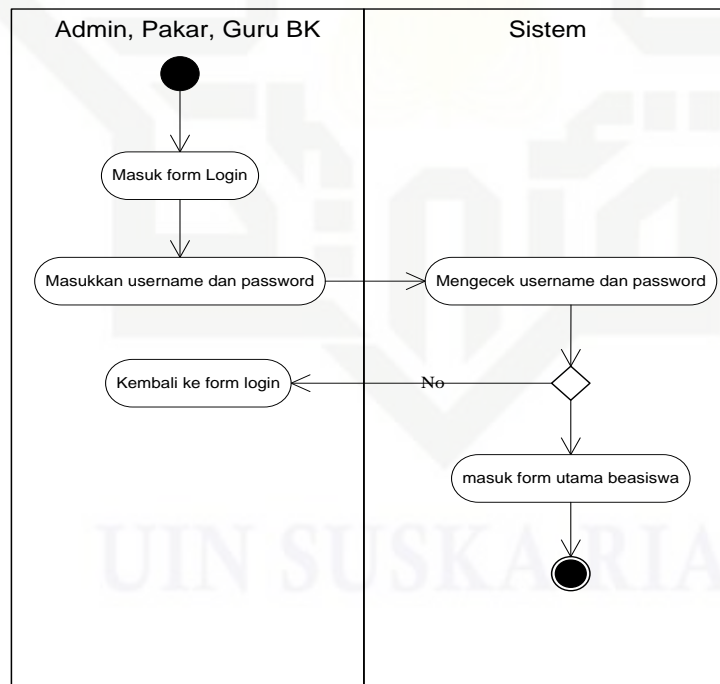 Admin, Pakar, Guru BK
Sistem
Masuk form Login
Masukkan username dan password
Mengecek username dan password
Kembali ke form login
No
masuk form utama beasiswa
UIN SUSKA RIA